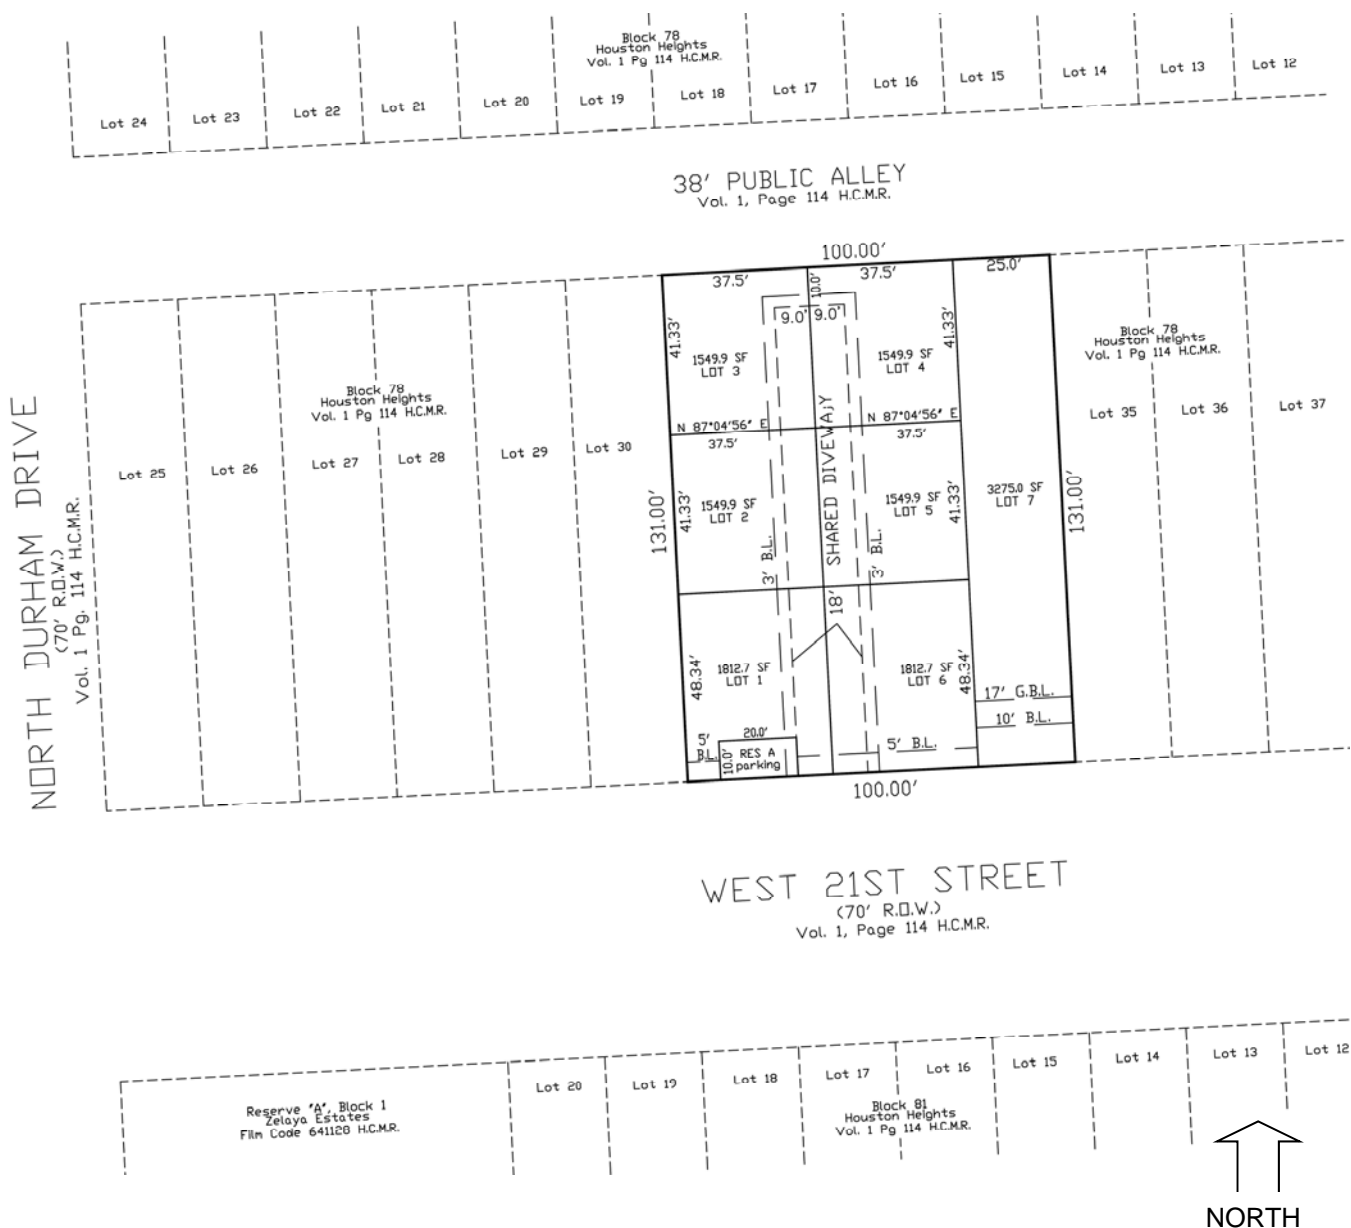 Block 78
Houston Heights
Vol. 1 Pg 114 H.C.M.R.
Lot 24
Lot 23
Lot 22
Lot 21
Lot 20
Lot 19
Lot 18
Lot 17
Lot 16
Lot 15
Lot 14
Lot 13
Lot 12
38' PUBLIC ALLEY
Vol. 1, Page 114 H.C.M.R.
NORTH DURHAM DRIVE
(70' R.O.W.)
Vol. 1 Pg. 114 H.C.M.R.
Block 78
Houston Heights
Vol. 1 Pg 114 H.C.M.R.
Lot 25
Lot 26
Lot 27
Lot 28
Lot 29
Lot 30
100.00'
37.5'
10.0'
37.5'
25.0'
9.0'
9.0'
41.33'
1549.9 SF
LOT 3
1549.9 SF
LOT 4
41.33'
N 87°04'56" E
N 87°04'56" E
37.5'
37.5'
131.00'
41.33'
1549.9 SF
LOT 2
3' B.L.
SHARED DIVEWAY
18'
3' B.L.
1549.9 SF
LOT 5
41.33'
3275.0 SF
LOT 7
131.00'
48.34'
1812.7 SF
LOT 1
1812.7 SF
LOT 6
48.34'
17' G.B.L.
10' B.L.
5'
B.L.
20.0'
10.0'
RES A
parking
5' B.L.
100.00'
Block 78
Houston Heights
Vol. 1 Pg 114 H.C.M.R.
Lot 35
Lot 36
Lot 37
WEST 21ST STREET
(70' R.O.W.)
Vol. 1, Page 114 H.C.M.R.
Reserve "A", Block 1
Zelaya Estates
Film Code 641128 H.C.M.R.
Lot 20
Lot 19
Lot 18
Lot 17
Lot 16
Lot 15
Lot 14
Lot 13
Lot 12
Block 81
Houston Heights
Vol. 1 Pg 114 H.C.M.R.
NORTH